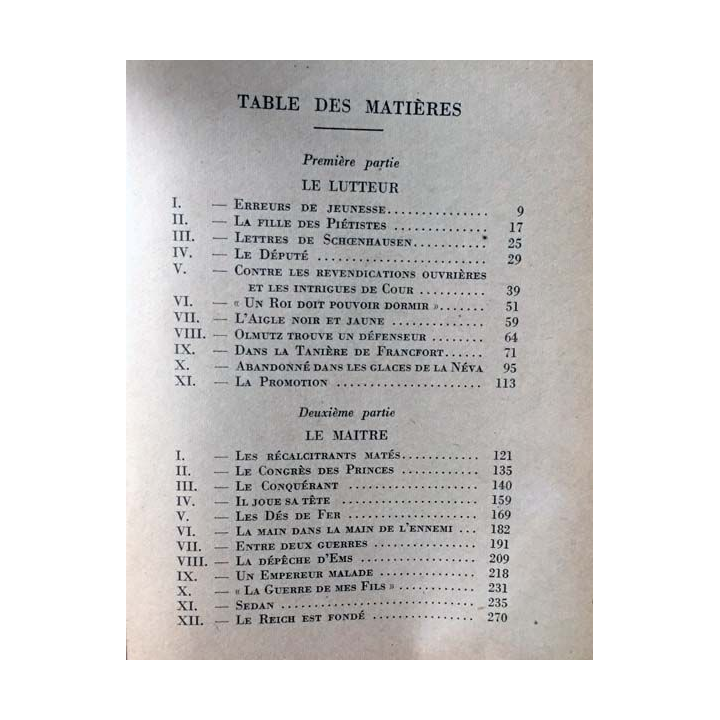 TABLE DES MATIÈRES
Première partie
LE LUTTEUR
I. — ERREURS DE JEUNESSE............... 9
II. — LA FILLE DES PIÉTISTES ............. 17
III. — LETTRES DE SCHŒNHAUSEN.......... 25
IV. — LE DÉPUTÉ ....................... 29
V. — CONTRE LES REVENDICATIONS OUVRIÈRES
ET LES INTRIGUES DE COUR ......... 39
VI. — « UN ROI DOIT POUVOIR DORMIR »....... 51
VII. — L'AIGLE NOIR ET JAUNE ............. 59
VIII. — OLMUTZ TROUVE UN DÉFENSEUR ........ 64
IX. — DANS LA TANIÈRE DE FRANCFORT...... 71
X. — ABANDONNÉ DANS LES GLACES DE LA NÉVA 95
XI. — LA PROMOTION .................... 113
Deuxième partie
LE MAITRE
I. — LES RÉCALCITRANTS MATÉS............ 121
II. — LE CONGRÈS DES PRINCES ............ 135
III. — LE CONQUÉRANT ................... 140
IV. — IL JOUE SA TÊTE .................. 159
V. — LES DÉS DE FER .................. 169
VI. — LA MAIN DANS LA MAIN DE L'ENNEMI ... 182
VII. — ENTRE DEUX GUERRES ............... 191
VIII. — LA DÉPÊCHE D'EMS ................ 209
IX. — UN EMPEREUR MALADE .............. 218
X. — « LA GUERRE DE MES FILS » ........... 231
XI. — SEDAN .......................... 235
XII. — LE REICH EST FONDÉ ............... 270